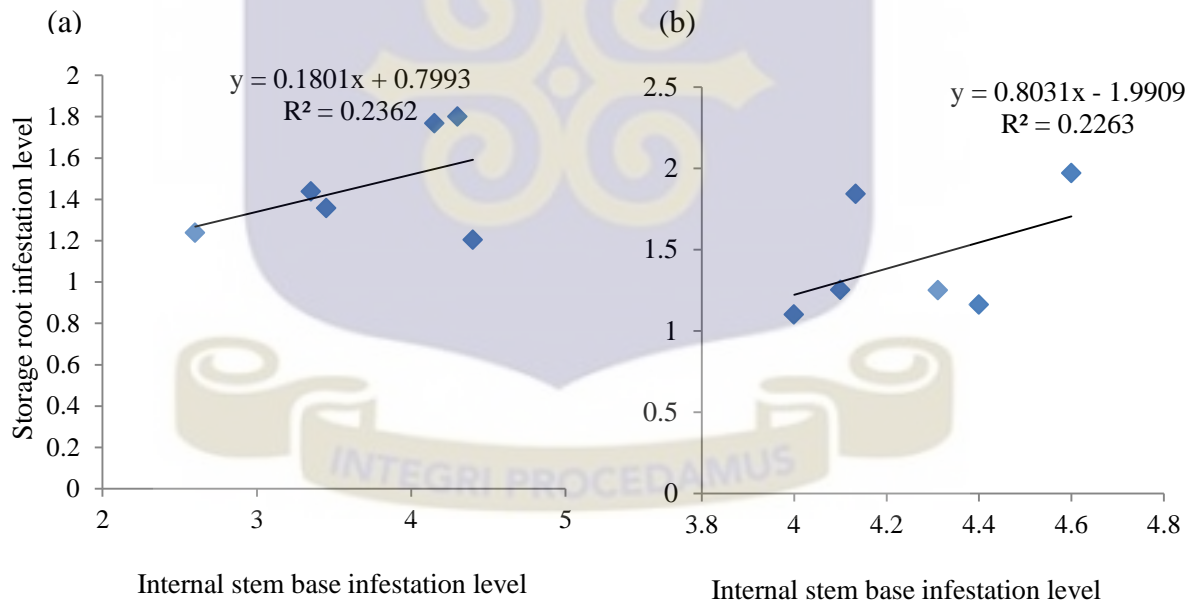 (a)
y = 0.1801x + 0.7993
R² = 0.2362
2
1.8
1.6
1.4
1.2
1
0.8
0.6
0.4
0.2
0
2 3 4 5
Storage root infestation level
Internal stem base infestation level
(b)
y = 0.8031x - 1.9909
R² = 0.2263
2.5
2
1.5
1
0.5
0
3.8 4 4.2 4.4 4.6 4.8
Internal stem base infestation level
INTEGRI PROCEDAMUS